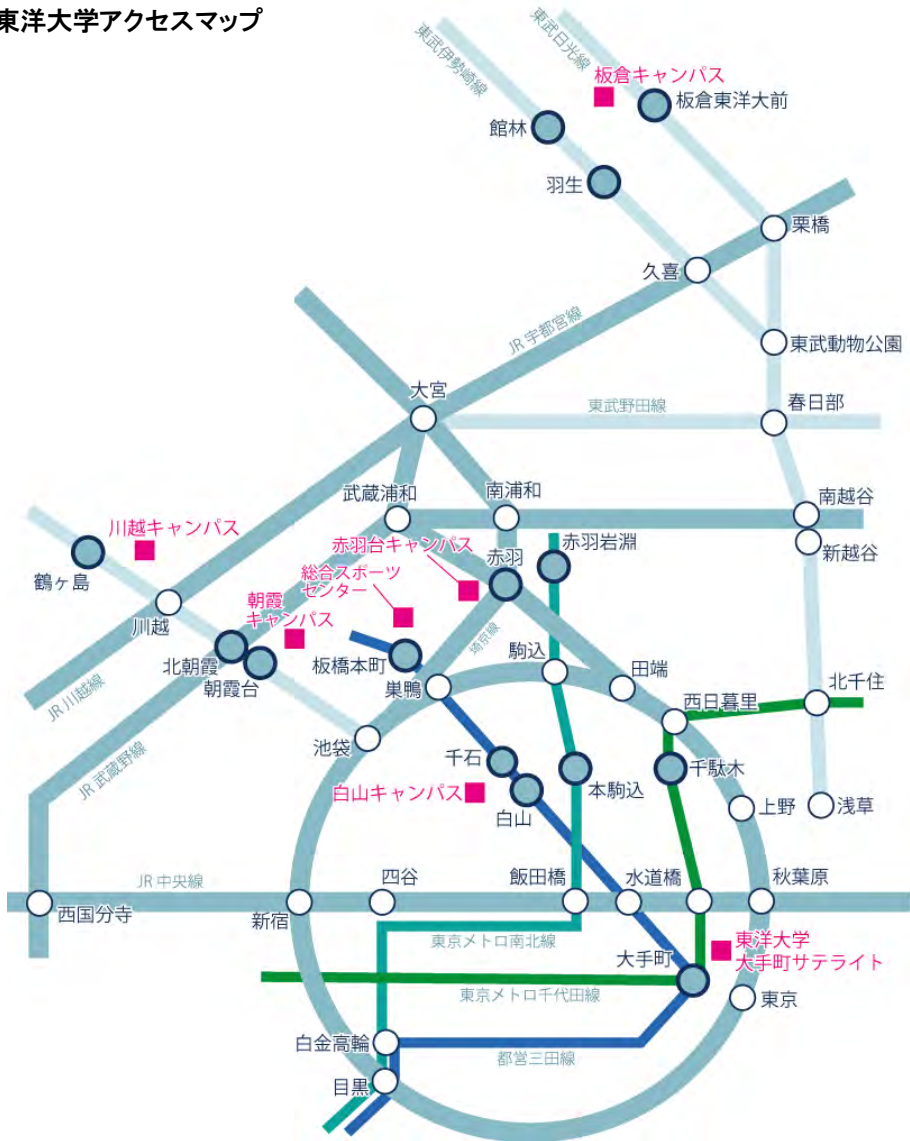 東洋大学アクセスマップ
東武伊勢崎線
東武日光線
板倉キャンパス
板倉東洋大前
館林
羽生
栗橋
久喜
JR宇都宮線
東武動物公園
大宮
東武野田線
春日部
武蔵浦和
南浦和
南越谷
新越谷
川越キャンパス
赤羽台キャンパス
赤羽
赤羽岩淵
鶴ヶ島
総合スポーツ
センター
朝霞
キャンパス
川越
埼京線
北朝霞
朝霞台
板橋本町
巣鴨
駒込
田端
北千住
JR川越線
西日暮里
池袋
JR武蔵野線
千石
本駒込
千駄木
白山キャンパス
白山
上野
浅草
JR中央線
四谷
飯田橋
水道橋
秋葉原
西国分寺
新宿
東京メトロ南北線
大手町
東洋大学
大手町サテライト
東京メトロ千代田線
東京
白金高輪
都営三田線
目黒